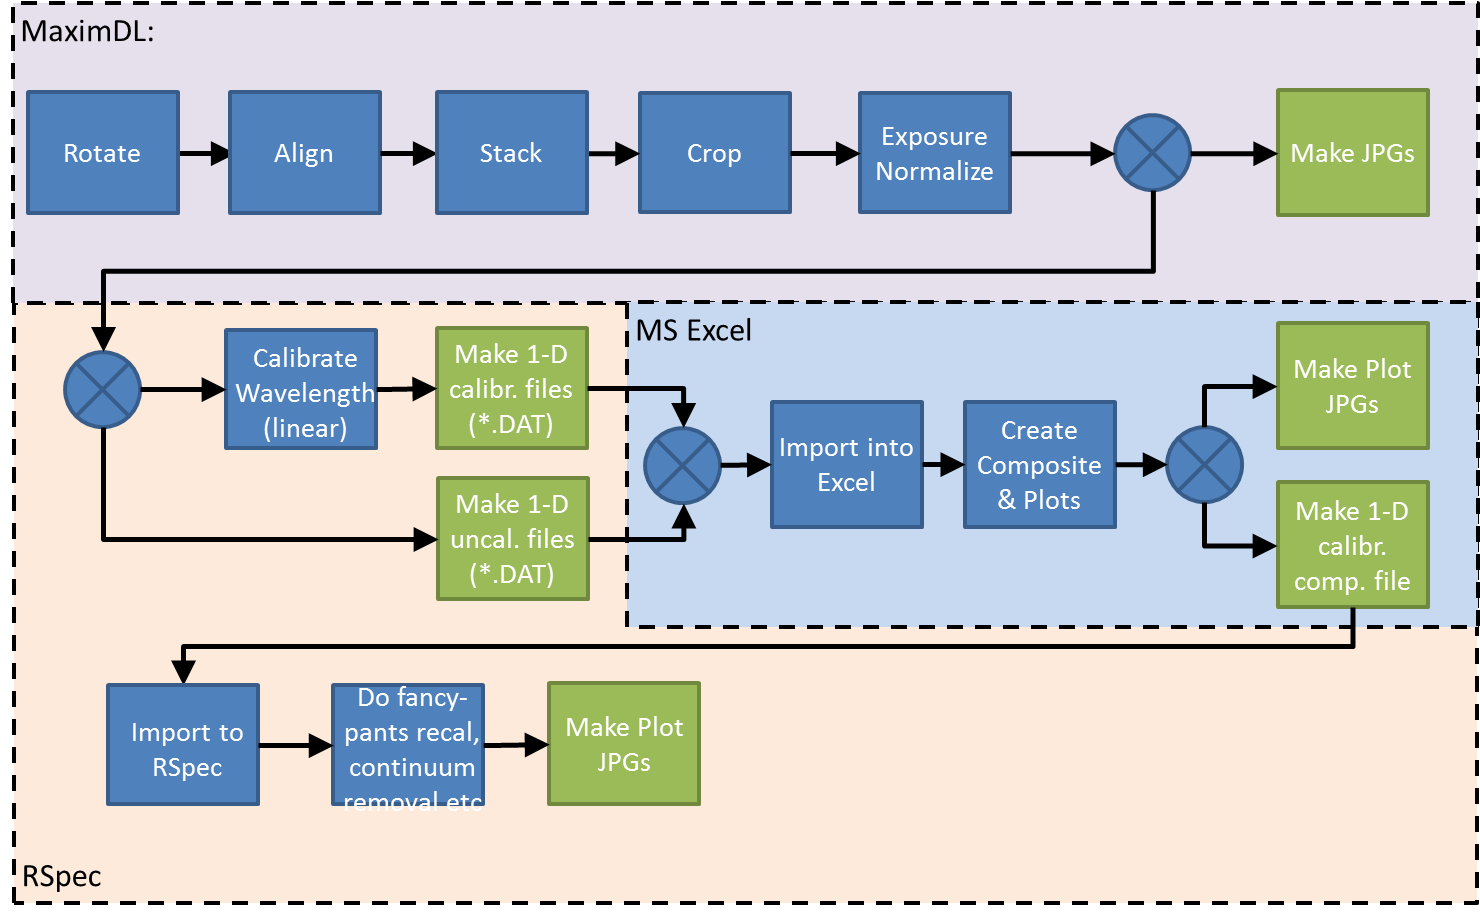 MaximDL:
Rotate
Align
Stack
Crop
Exposure
Normalize
Make JPGs
Calibrate
Wavelength
(linear)
Make 1-D
calibr. files
(*.DAT)
Make 1-D
uncal. files
(*.DAT)
MS Excel
Import into
Excel
Create
Composite
& Plots
Make Plot
JPGs
Make 1-D
calibr.
comp. file
Import to
RSpec
Do fancy-
pants recal,
continuum
removal etc
Make Plot
JPGs
RSpec